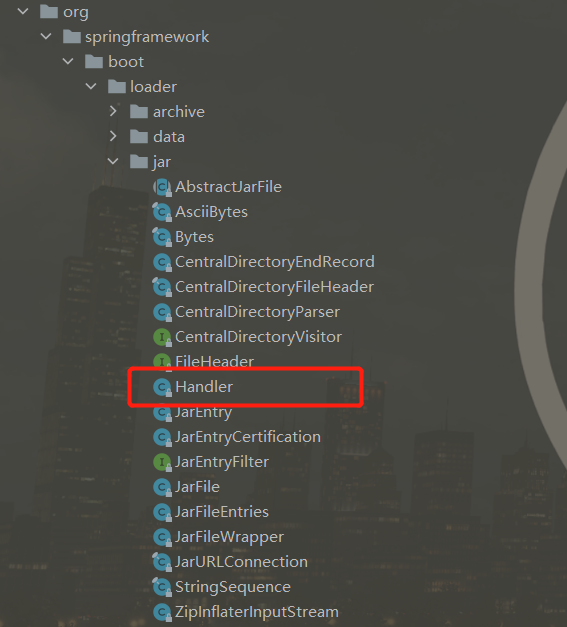 org
springframework
boot
loader
archive
data
jar
AbstractJarFile
AsciiBytes
Bytes
CentralDirectoryEndRecord
CentralDirectoryFileHeader
CentralDirectoryParser
CentralDirectoryVisitor
FileHeader
Handler
JarEntry
JarEntryCertification
JarEntryFilter
JarFile
JarFileEntries
JarFileWrapper
JarURLConnection
StringSequence
ZipInflaterInputStream